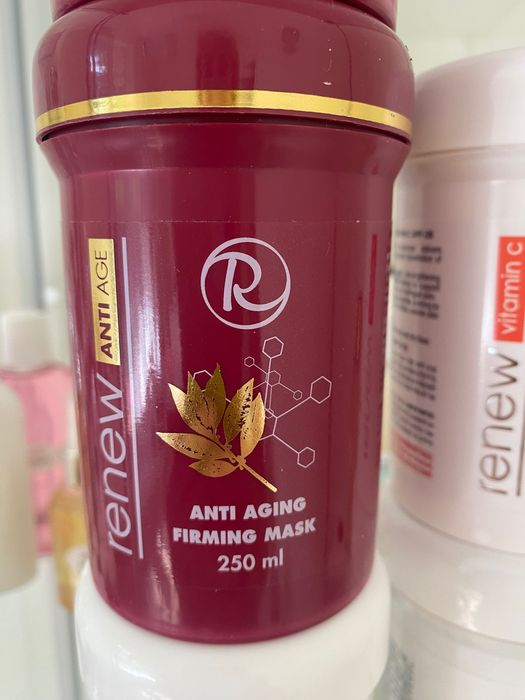 R
renew
ANTI AGE
ANTI AGING
FIRMING MASK
250 ml
renew
vitamin c